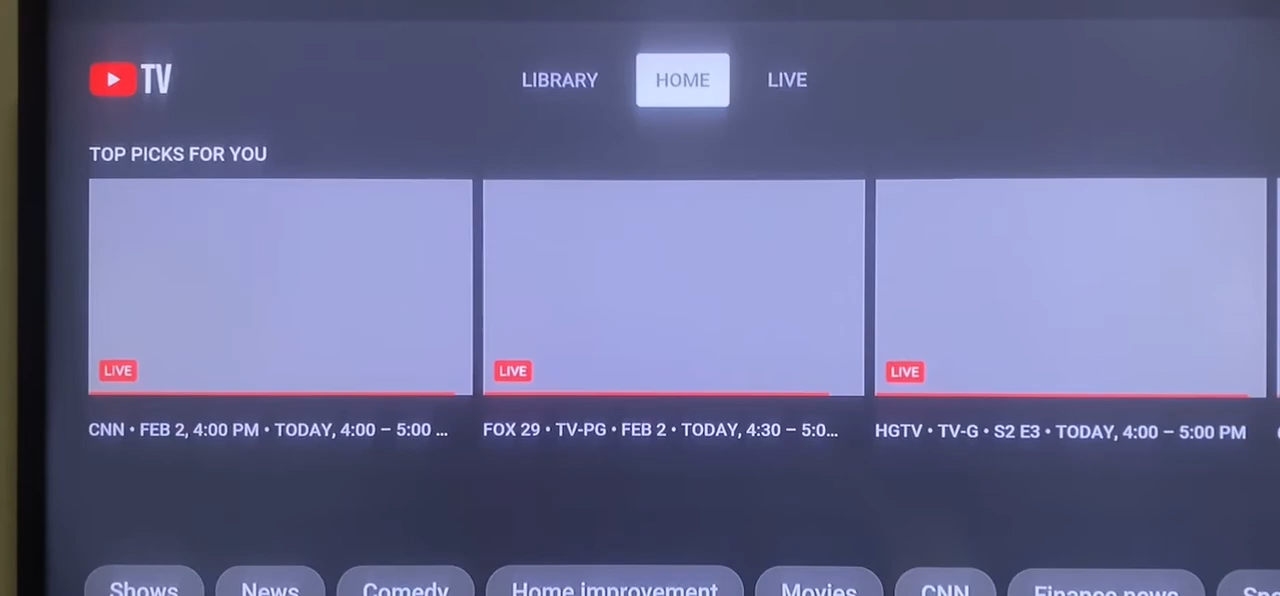 TV
LIBRARY HOME LIVE
TOP PICKS FOR YOU
LIVE LIVE LIVE
CNN • FEB 2, 4:00 PM • TODAY, 4:00 – 5:00 ... FOX 29 • TV-PG • FEB 2 • TODAY, 4:30 – 5:0... HGTV • TV-G • S2 E3 • TODAY, 4:00 – 5:00 PM
Shows News Comedy Home improvement Movies CNN Finance news